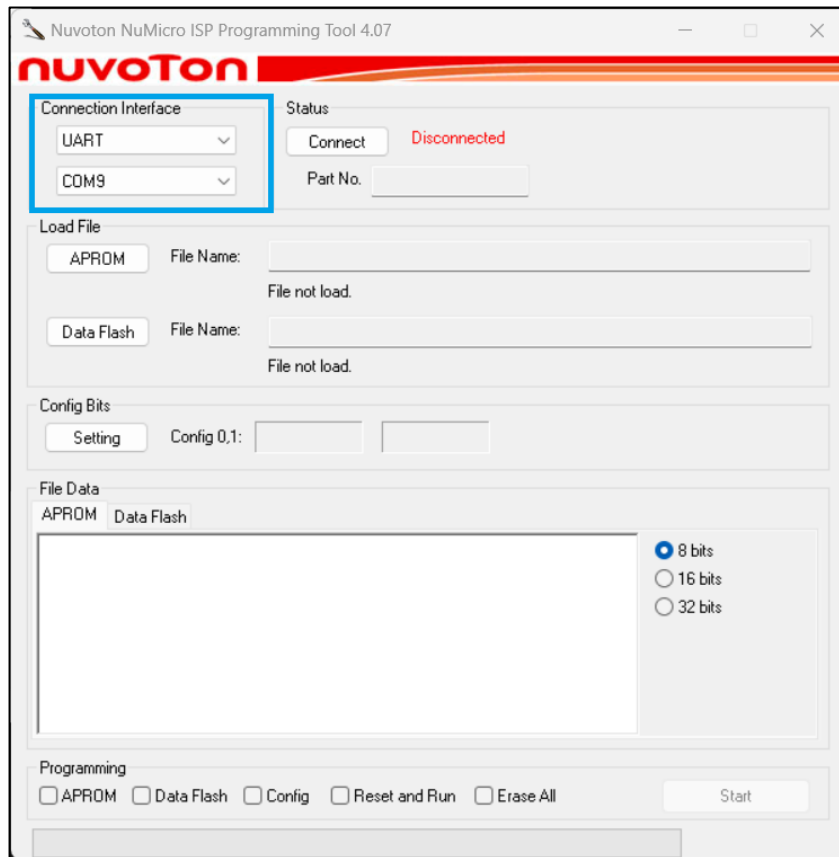 Nuvoton NuMicro ISP Programming Tool 4.07
nuvoTon
Connection Interface
UART
COM9
Status
Connect Disconnected
Part No.
Load File
APROM File Name:
File not load.
Data Flash File Name:
File not load.
Config Bits
Setting Config 0,1:
File Data
APROM Data Flash
8 bits
16 bits
32 bits
Programming
APROM Data Flash Config Reset and Run Erase All Start